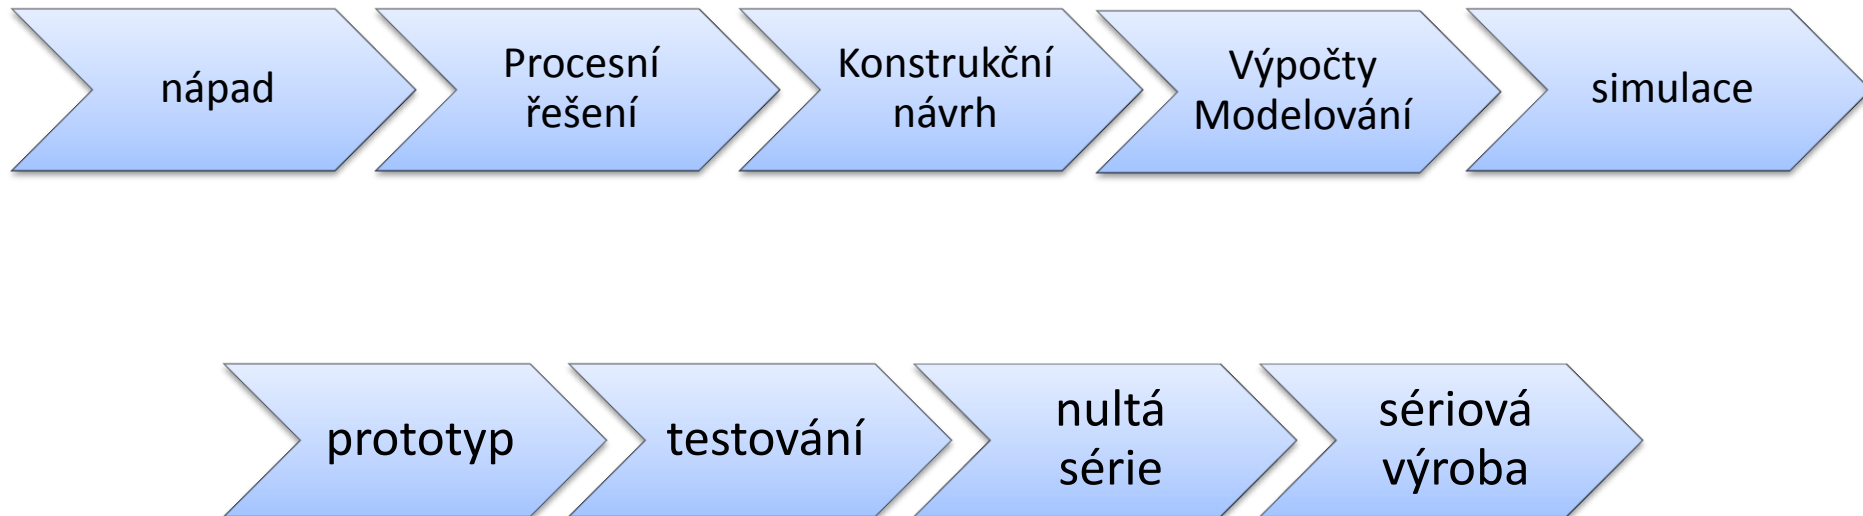 nápad
Procesní
řešení
Konstrukční
návrh
Výpočty
Modelování
simulace
prototyp
testování
nultá
série
sériová
výroba